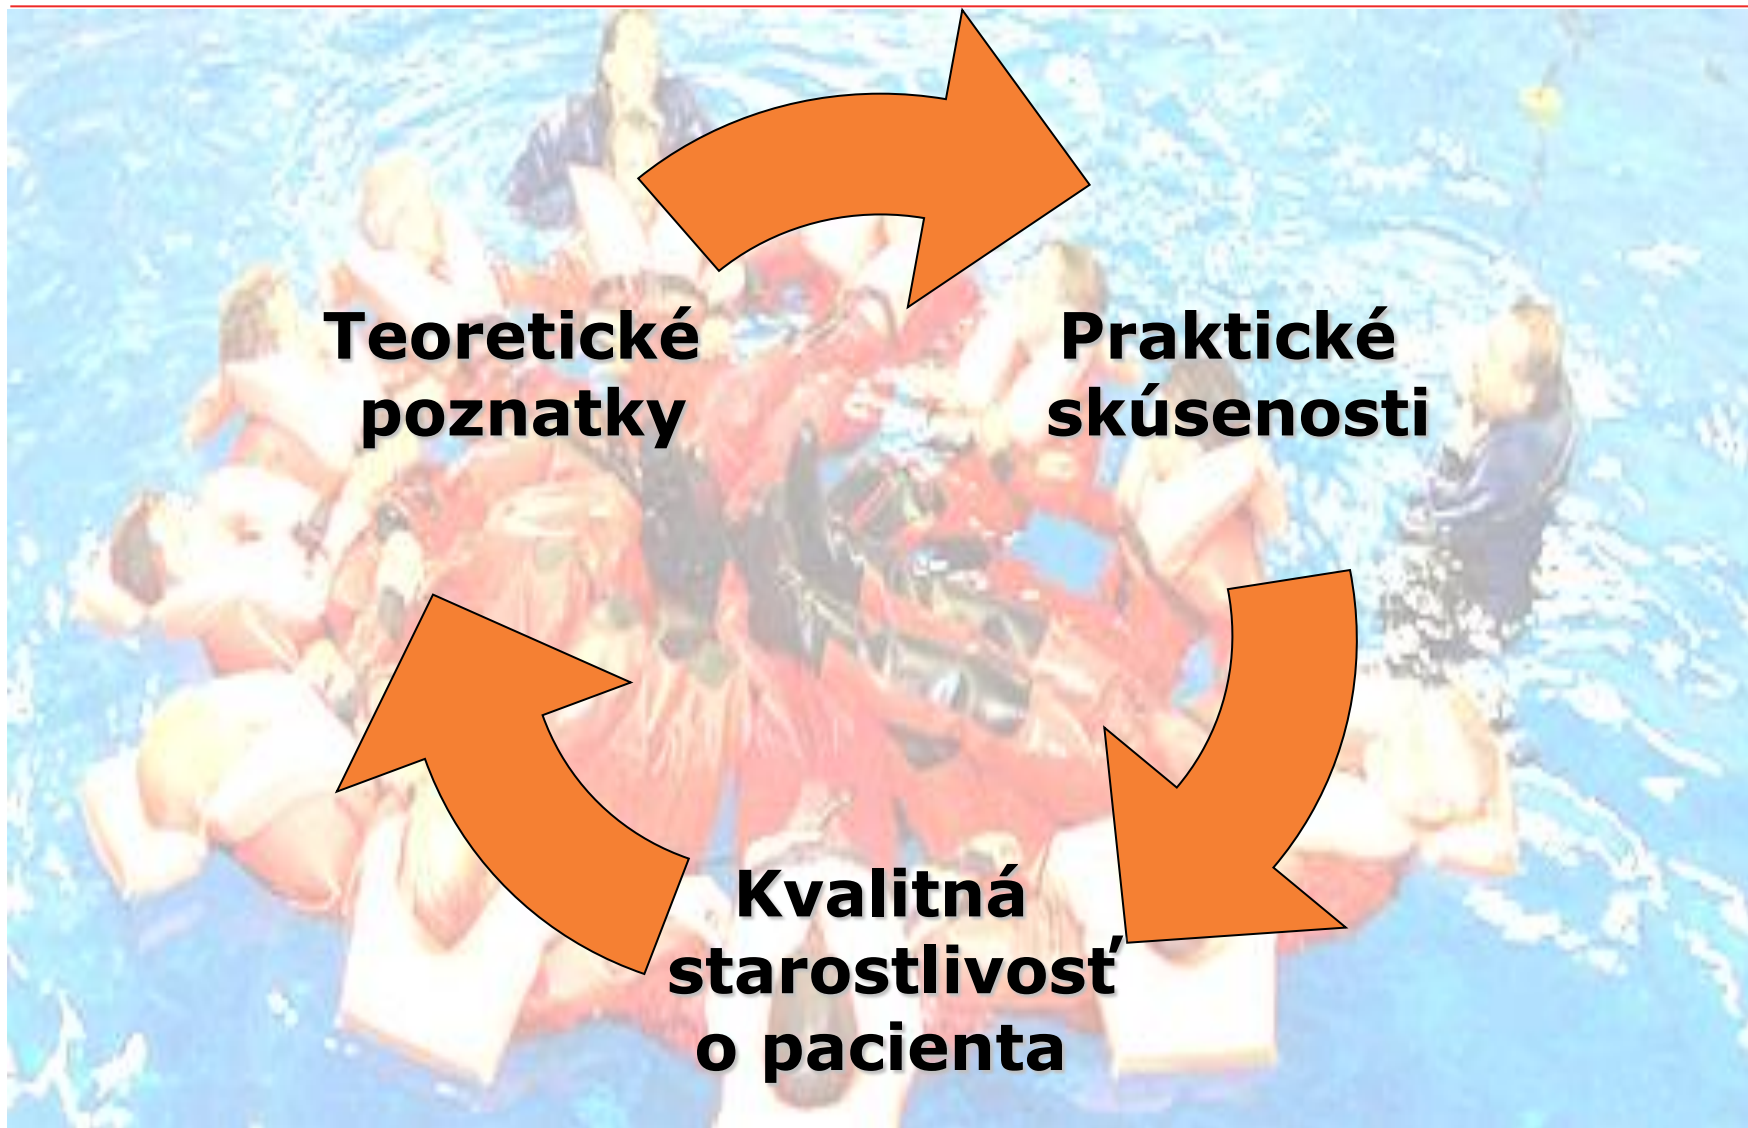 Teoretické
poznatky
Praktické
skúsenosti
Kvalitná
starostlivosť
o pacienta